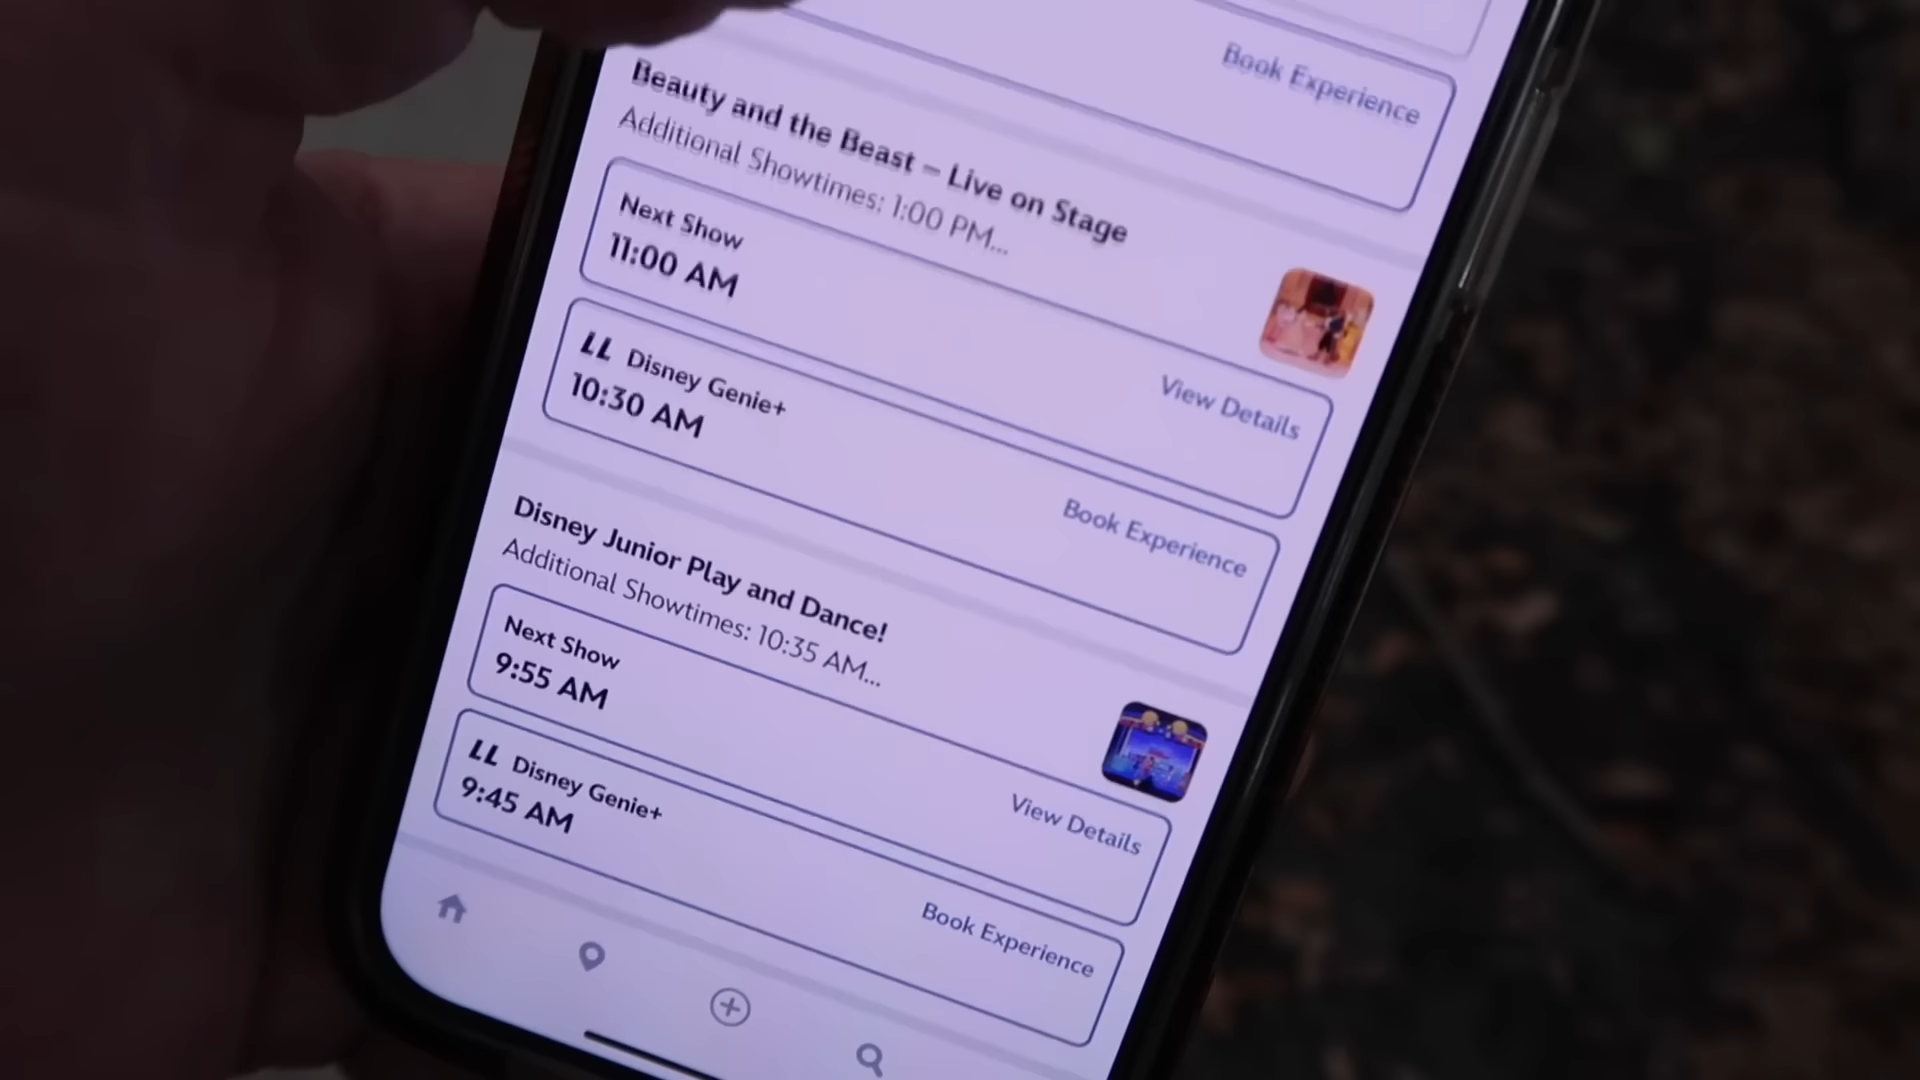 Book Experience
Beauty and the Beast – Live on Stage
Additional Showtimes: 1:00 PM...
Next Show
11:00 AM
View Details
LL Disney Genie+
10:30 AM
Book Experience
Disney Junior Play and Dance!
Additional Showtimes: 10:35 AM...
Next Show
9:55 AM
View Details
LL Disney Genie+
9:45 AM
Book Experience